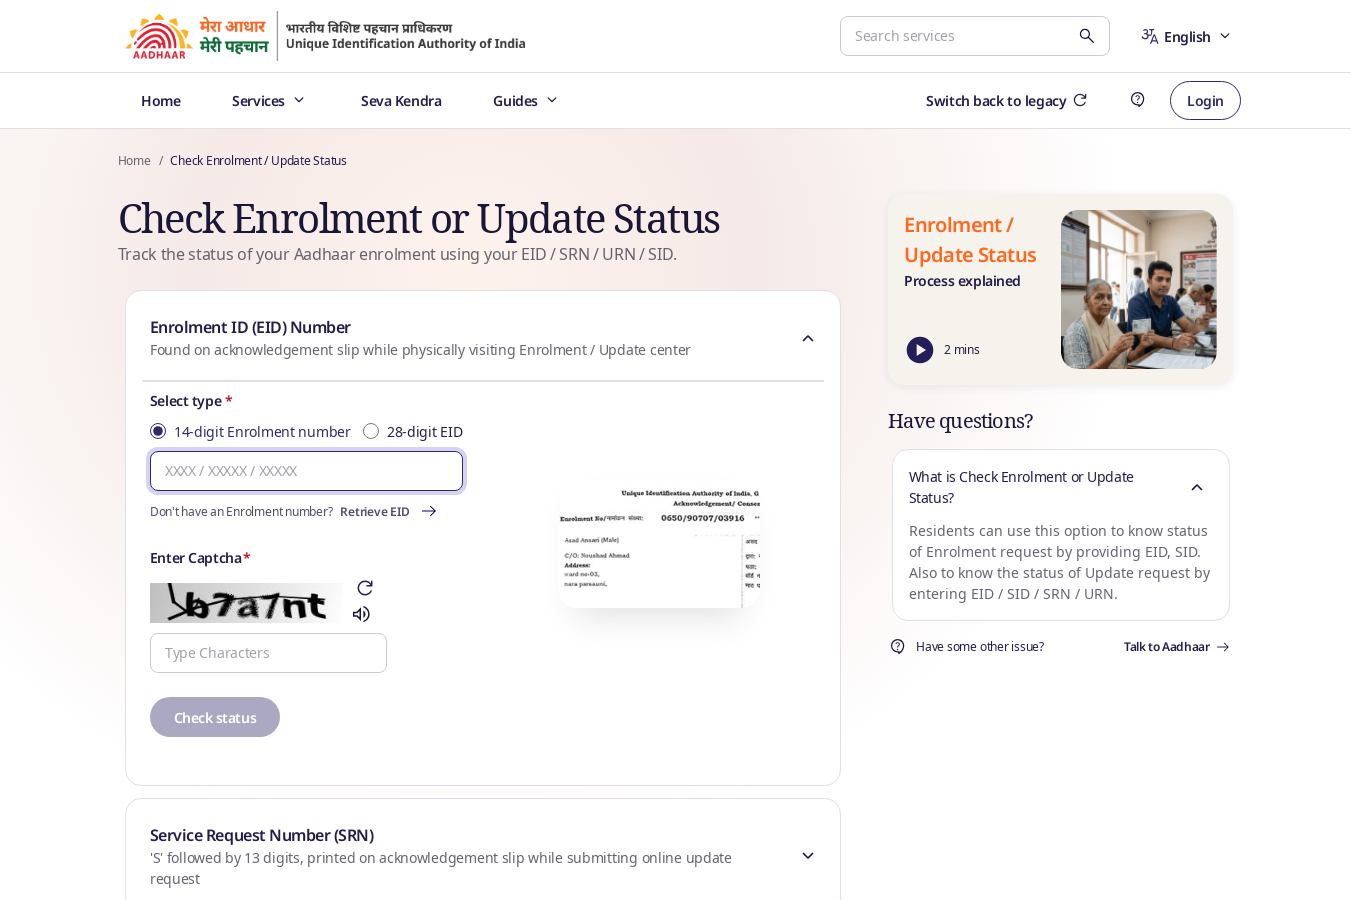 मेरा आधार
मेरी पहचान
AADHAAR
भारतीय विशिष्ट पहचान प्राधिकरण
Unique Identification Authority of India
Search services
English
Home
Services
Seva Kendra
Guides
Switch back to legacy
Login
Home / Check Enrolment / Update Status
Check Enrolment or Update Status
Track the status of your Aadhaar enrolment using your EID / SRN / URN / SID.
Enrolment ID (EID) Number
Found on acknowledgement slip while physically visiting Enrolment / Update center
Select type *
14-digit Enrolment number
28-digit EID
XXXX / XXXXX / XXXXX
Don't have an Enrolment number? Retrieve EID
Enter Captcha*
b7a7nt
Type Characters
Check status
Unique Identification Authority of India, G
Acknowledgement/ Conser
Enrolment No/नामांकन संख्या: 0650/90707/03916
Asad Ansari (Male)
C/O: Noushad Ahmad
Address:
ward no-03,
nara parsauni,
Service Request Number (SRN)
'S' followed by 13 digits, printed on acknowledgement slip while submitting online update
request
Enrolment /
Update Status
Process explained
2 mins
Have questions?
What is Check Enrolment or Update
Status?
Residents can use this option to know status
of Enrolment request by providing EID, SID.
Also to know the status of Update request by
entering EID / SID / SRN / URN.
Have some other issue?
Talk to Aadhaar